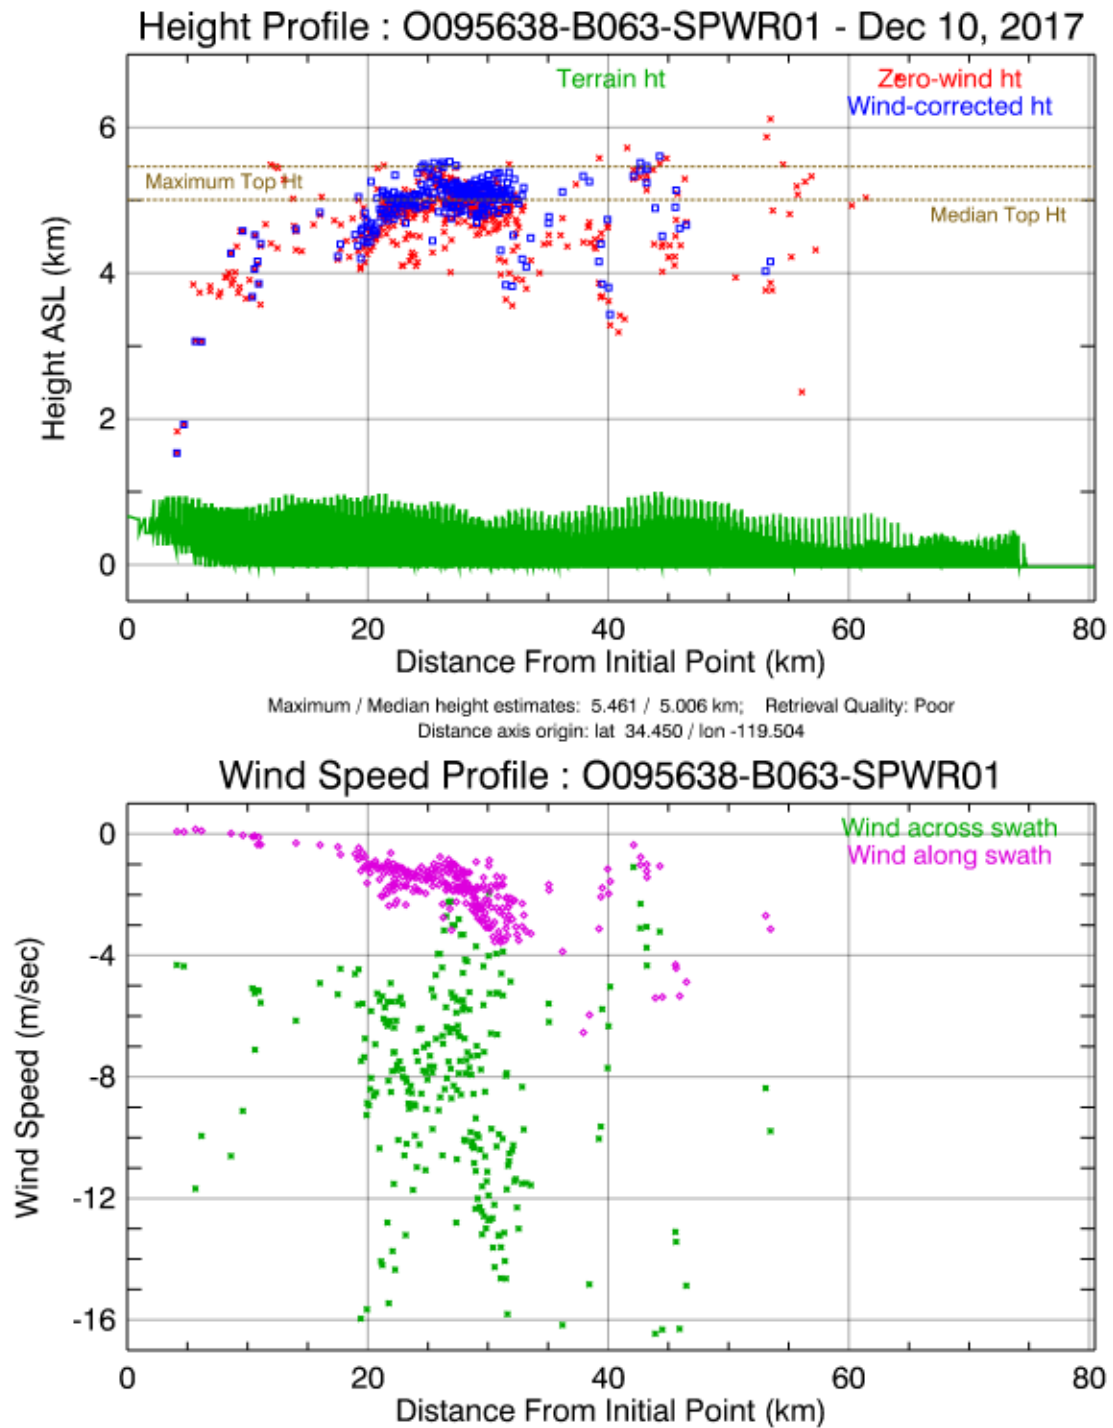 Height Profile : O095638-B063-SPWR01 - Dec 10, 2017
Terrain ht
Zero-wind ht
Wind-corrected ht
6
Maximum Top Ht
Median Top Ht
4
2
0
Height ASL (km)
0 20 40 60 80
Distance From Initial Point (km)
Maximum / Median height estimates: 5.461 / 5.006 km; Retrieval Quality: Poor
Distance axis origin: lat 34.450 / lon -119.504
Wind Speed Profile : O095638-B063-SPWR01
0
Wind across swath
Wind along swath
-4
-8
-12
-16
Wind Speed (m/sec)
0 20 40 60 80
Distance From Initial Point (km)